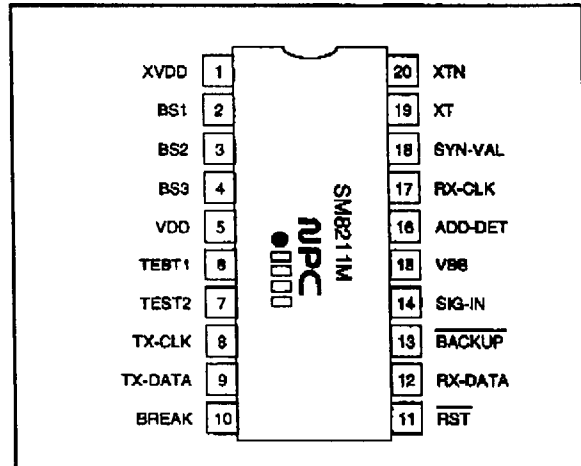 XVDD 1 20 XTN
BS1 2 19 XT
BS2 3 18 SYN-VAL
BS3 4 17 RX-CLK
VDD 5 16 ADD-DET
TEST1 6 15 VSS
TEST2 7 14 SIG-IN
TX-CLK 8 13 BACKUP
TX-DATA 9 12 RX-DATA
BREAK 10 11 RST
SM8211M
NPC